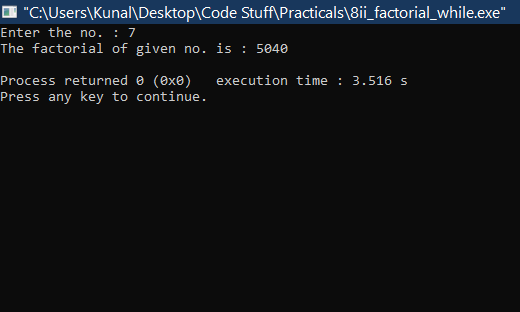 "C:\Users\Kunal\Desktop\Code Stuff\Practicals\8ii_factorial_while.exe"
Enter the no. : 7
The factorial of given no. is : 5040
Process returned 0 (0x0)   execution time : 3.516 s
Press any key to continue.